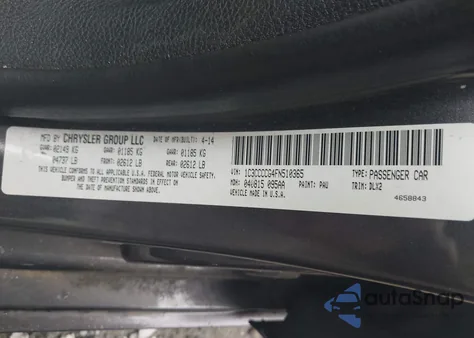 MFD BY CHRYSLER GROUP LLC DATE OF MFR/BUILT: 4-14
GVWR: 02149 KG GAWR: 01185 KG GAWR: 01185 KG
04737 LB FRONT: 02612 LB REAR: 02612 LB
THIS VEHICLE CONFORMS TO ALL APPLICABLE U.S.A. FEDERAL MOTOR VEHICLE SAFETY,
BUMPER AND THEFT PREVENTION STANDARDS IN EFFECT ON
THE DATE OF MANUFACTURE SHOWN ABOVE.
VIN: 1C3CCCCG4FN510365 TYPE: PASSENGER CAR
MDH: 040815 095AA PAINT: PAU TRIM: DLX2
VEHICLE MADE IN U.S.A. 4658843
autoSnap